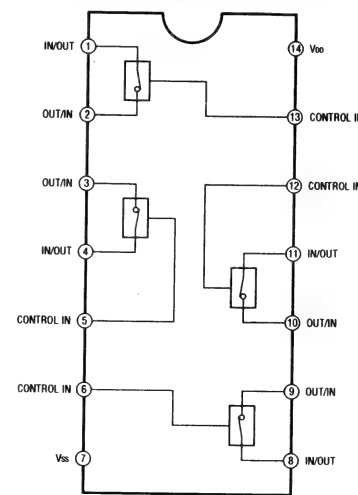 IN/OUT 1
14 VDD
OUT/IN 2
13 CONTROL IN
OUT/IN 3
12 CONTROL IN
IN/OUT 4
11 IN/OUT
CONTROL IN 5
10 OUT/IN
CONTROL IN 6
9 OUT/IN
VSS 7
8 IN/OUT